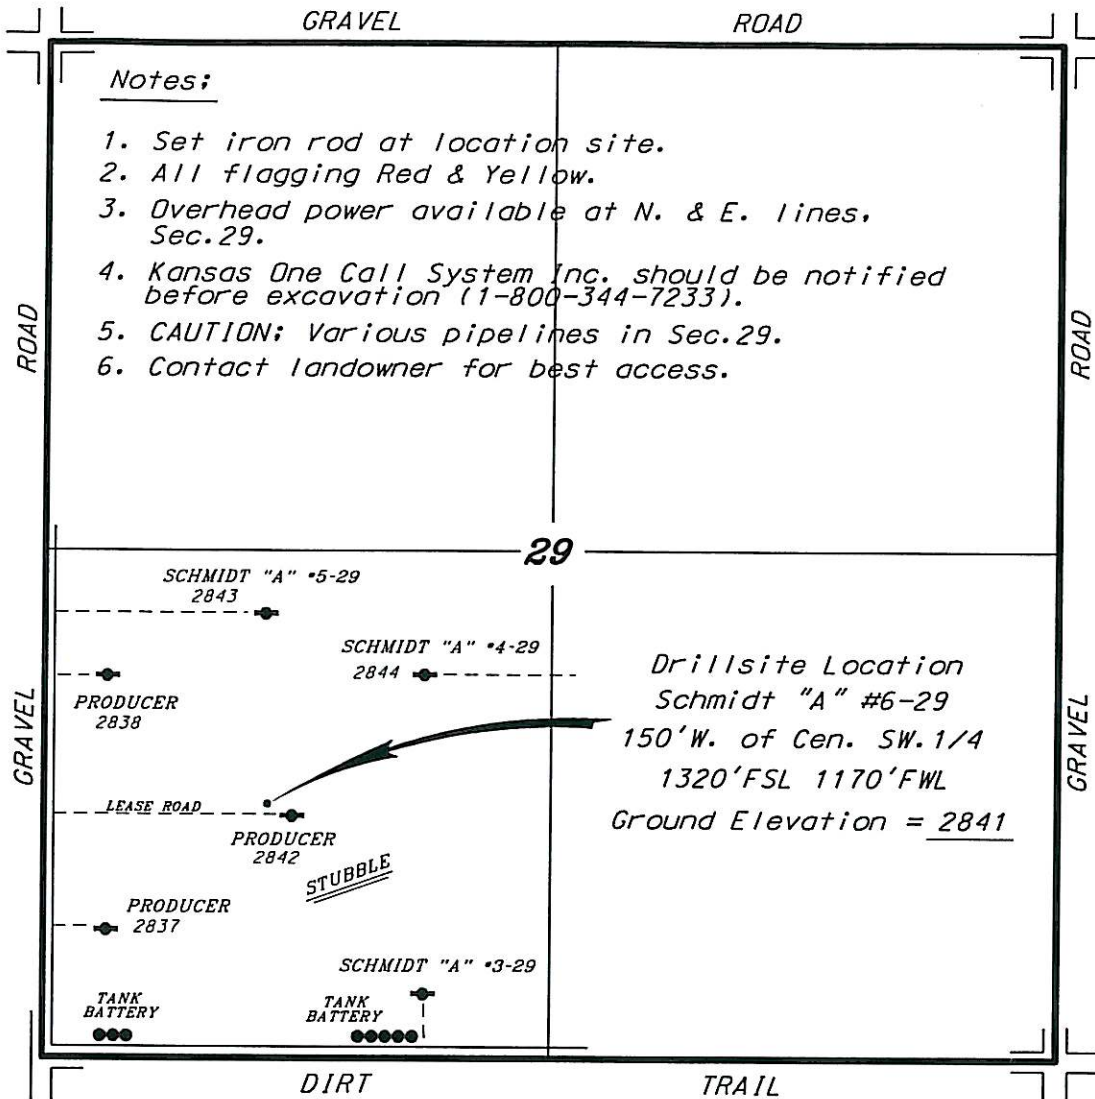 GRAVEL ROAD
Notes:
1. Set iron rod at location site.
2. All flagging Red & Yellow.
3. Overhead power available at N. & E. lines,
Sec.29.
4. Kansas One Call System Inc. should be notified
before excavation (1-800-344-7233).
5. CAUTION: Various pipelines in Sec.29.
6. Contact landowner for best access.
ROAD
ROAD
29
SCHMIDT "A" #5-29
2843
SCHMIDT "A" #4-29
2844
PRODUCER
2838
Drillsite Location
Schmidt "A" #6-29
150'W. of Cen. SW.1/4
1320'FSL 1170'FWL
Ground Elevation = 2841
GRAVEL
GRAVEL
LEASE ROAD
PRODUCER
2842
STUBBLE
PRODUCER
2837
SCHMIDT "A" #3-29
TANK
BATTERY
TANK
BATTERY
DIRT TRAIL